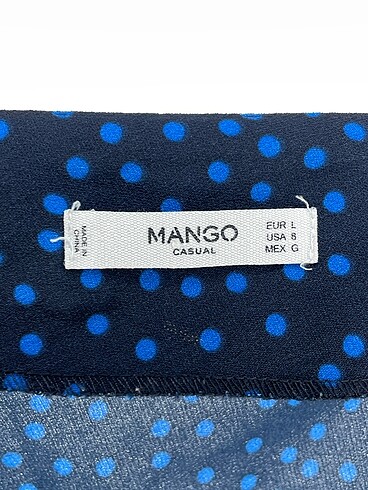 MADE IN
CHINA
MANGO
CASUAL
EUR L
USA 8
MEX G